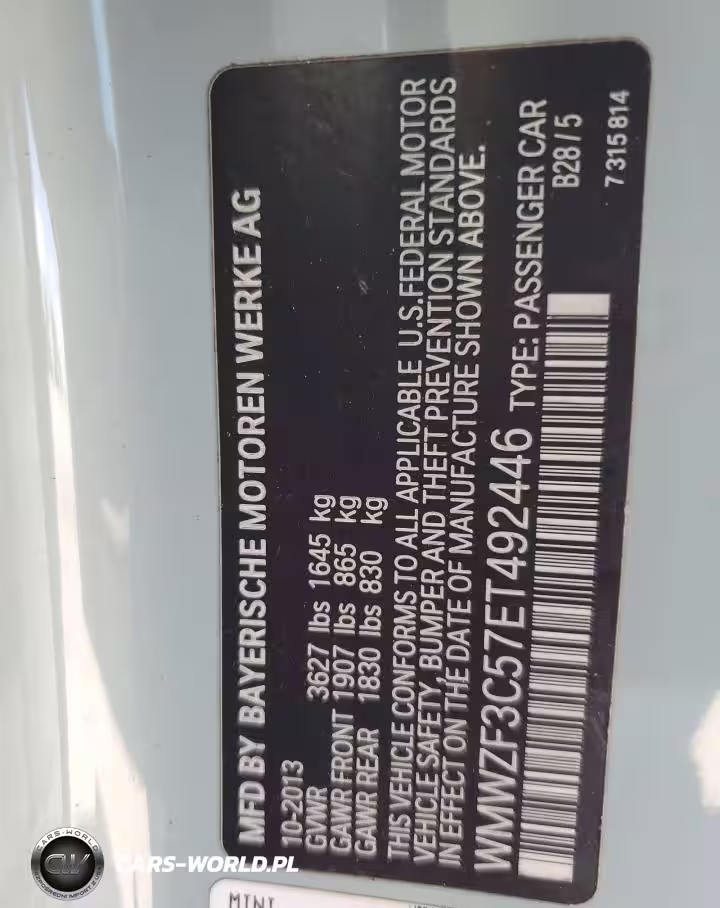 MFD BY BAYERISCHE MOTOREN WERKE AG
10-2013
GVWR 3627 lbs 1645 kg
GAWR FRONT 1907 lbs 865 kg
GAWR REAR 1830 lbs 830 kg
THIS VEHICLE CONFORMS TO ALL APPLICABLE U.S.FEDERAL MOTOR
VEHICLE SAFETY, BUMPER AND THEFT PREVENTION STANDARDS
IN EFFECT ON THE DATE OF MANUFACTURE SHOWN ABOVE.
WMWZF3C57ET492446 TYPE: PASSENGER CAR
B28/5
7 315 814
MINI
CARS-WORLD
CW
CARS-WORLD.PL